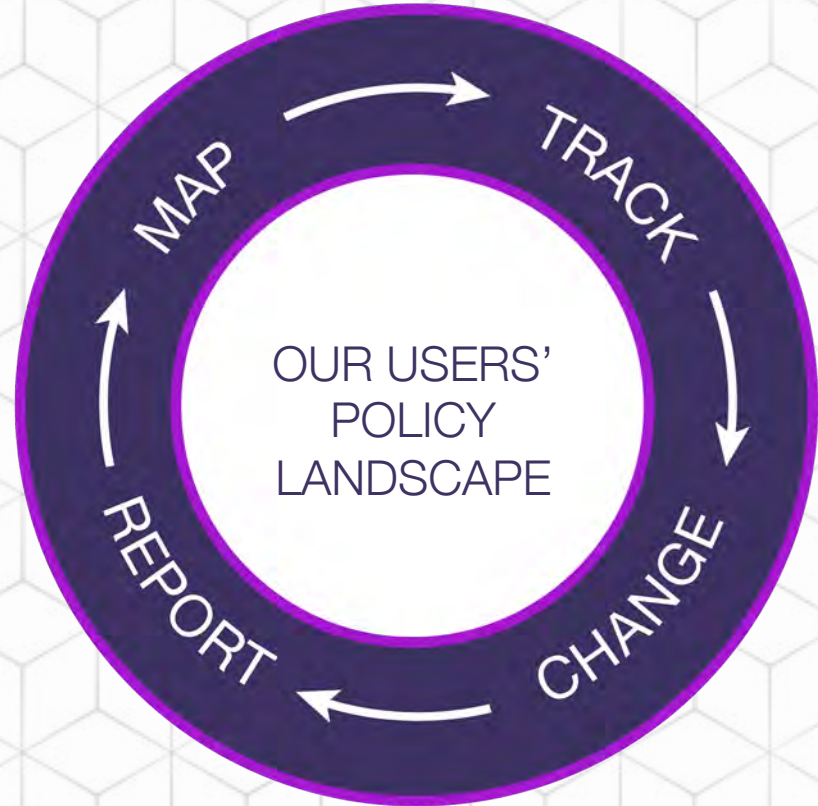 MAP
TRACK
CHANGE
REPORT
OUR USERS’
POLICY
LANDSCAPE